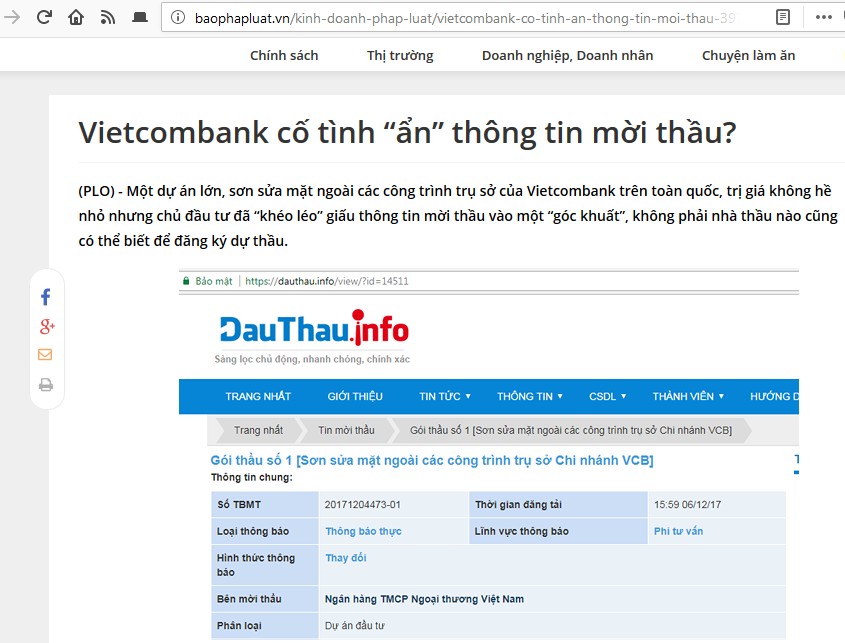 baophapluat.vn/kinh-doanh-phap-luat/vietcombank-co-tinh-an-thong-tin-moi-thau-39
Chính sách Thị trường Doanh nghiệp, Doanh nhân Chuyện làm ăn
Vietcombank cố tình “ẩn” thông tin mời thầu?
(PLO) - Một dự án lớn, sơn sửa mặt ngoài các công trình trụ sở của Vietcombank trên toàn quốc, trị giá không hề
nhỏ nhưng chủ đầu tư đã “khéo léo” giấu thông tin mời thầu vào một “góc khuất”, không phải nhà thầu nào cũng
có thể biết để đăng ký dự thầu.
Bảo mật https://dauthau.info/view/?id=14511
DauThau.info
Sàng lọc chủ động, nhanh chóng, chính xác
TRANG NHẤT GIỚI THIỆU TIN TỨC THÔNG TIN CSDL THÀNH VIÊN HƯỚNG D
Trang nhất Tin mời thầu Gói thầu số 1 [Sơn sửa mặt ngoài các công trình trụ sở Chi nhánh VCB]
Gói thầu số 1 [Sơn sửa mặt ngoài các công trình trụ sở Chi nhánh VCB]
Thông tin chung:
Số TBMT 20171204473-01 Thời gian đăng tải 15:59 06/12/17
Loại thông báo Thông báo thực Lĩnh vực thông báo Phi tư vấn
Hình thức thông Thay đổi
báo
Bên mời thầu Ngân hàng TMCP Ngoại thương Việt Nam
Phân loại Dự án đầu tư